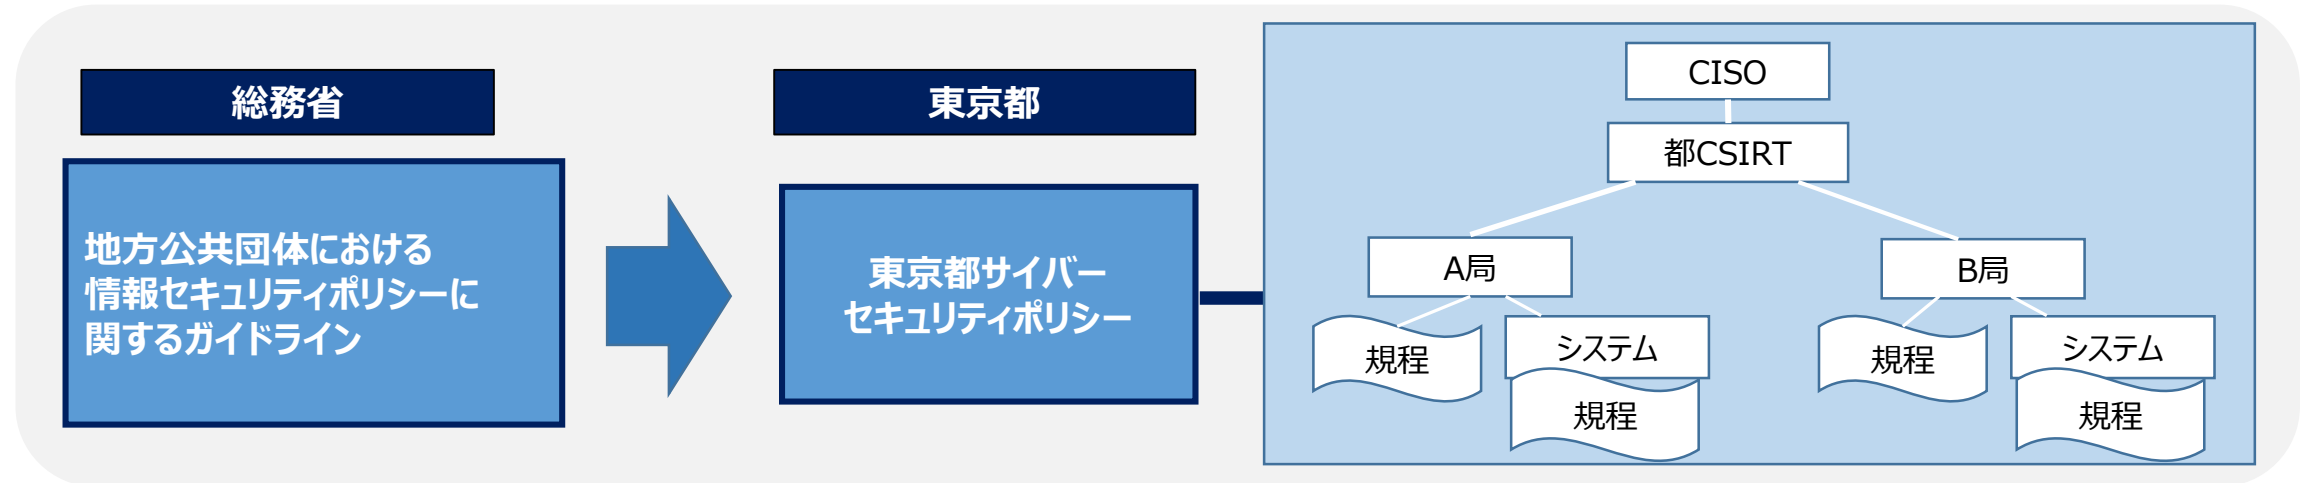 総務省
地方公共団体における
情報セキュリティポリシーに
関するガイドライン
東京都
東京都サイバー
セキュリティポリシー
CISO
都CSIRT
A局
B局
規程
システム
規程
規程
システム
規程